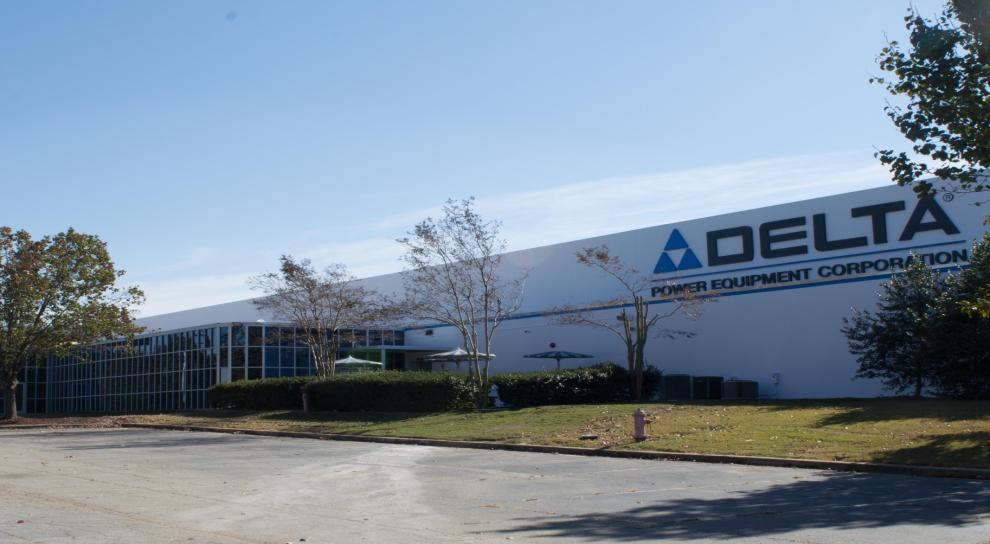 DELTA®
POWER EQUIPMENT CORPORATION